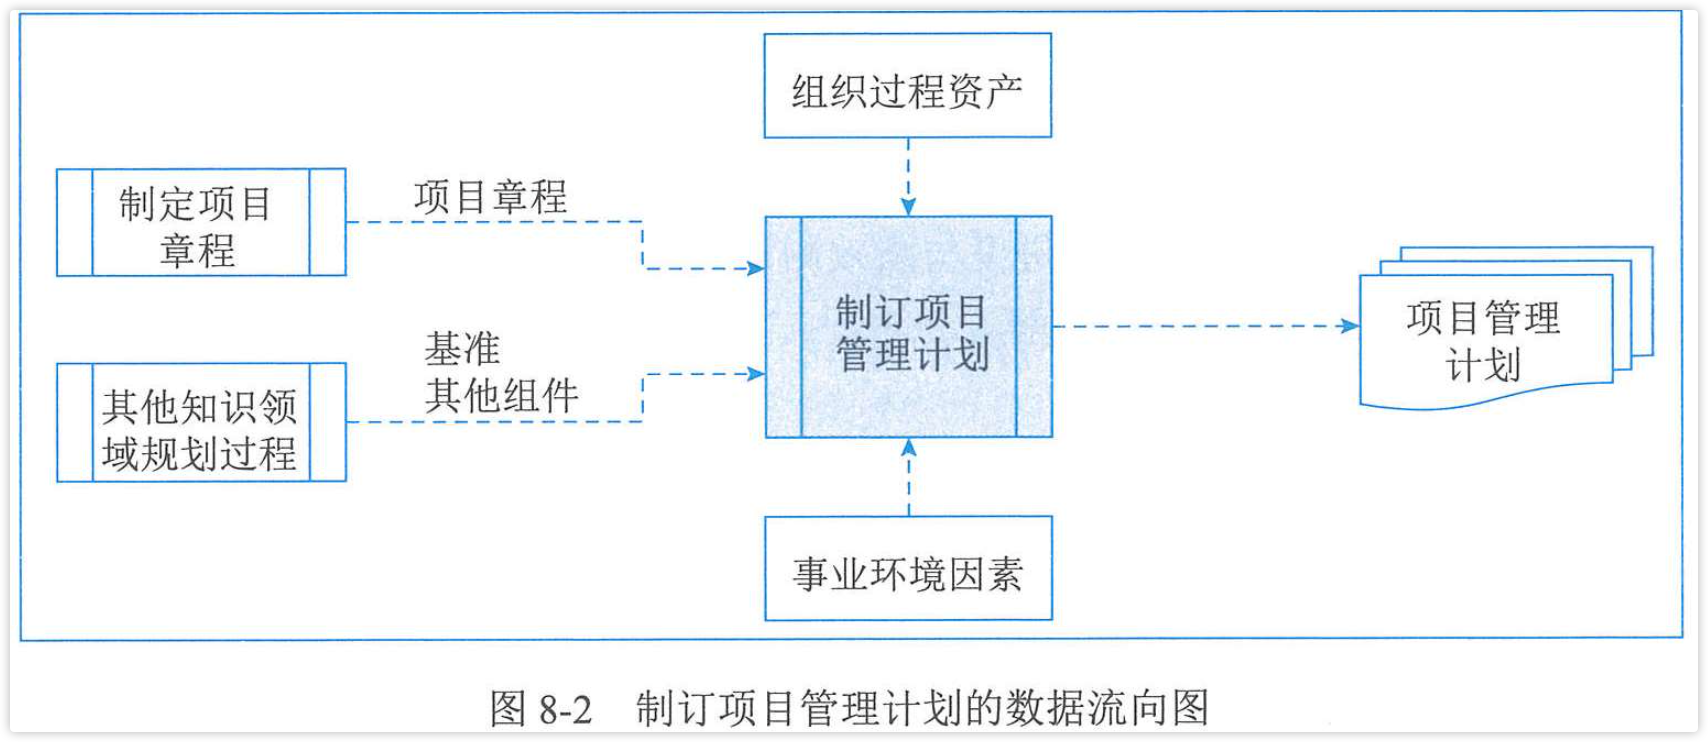 组织过程资产
制定项目
章程
项目章程
制订项目
管理计划
项目管理
计划
基准
其他组件
其他知识领
域规划过程
事业环境因素
图 8-2 制订项目管理计划的数据流向图